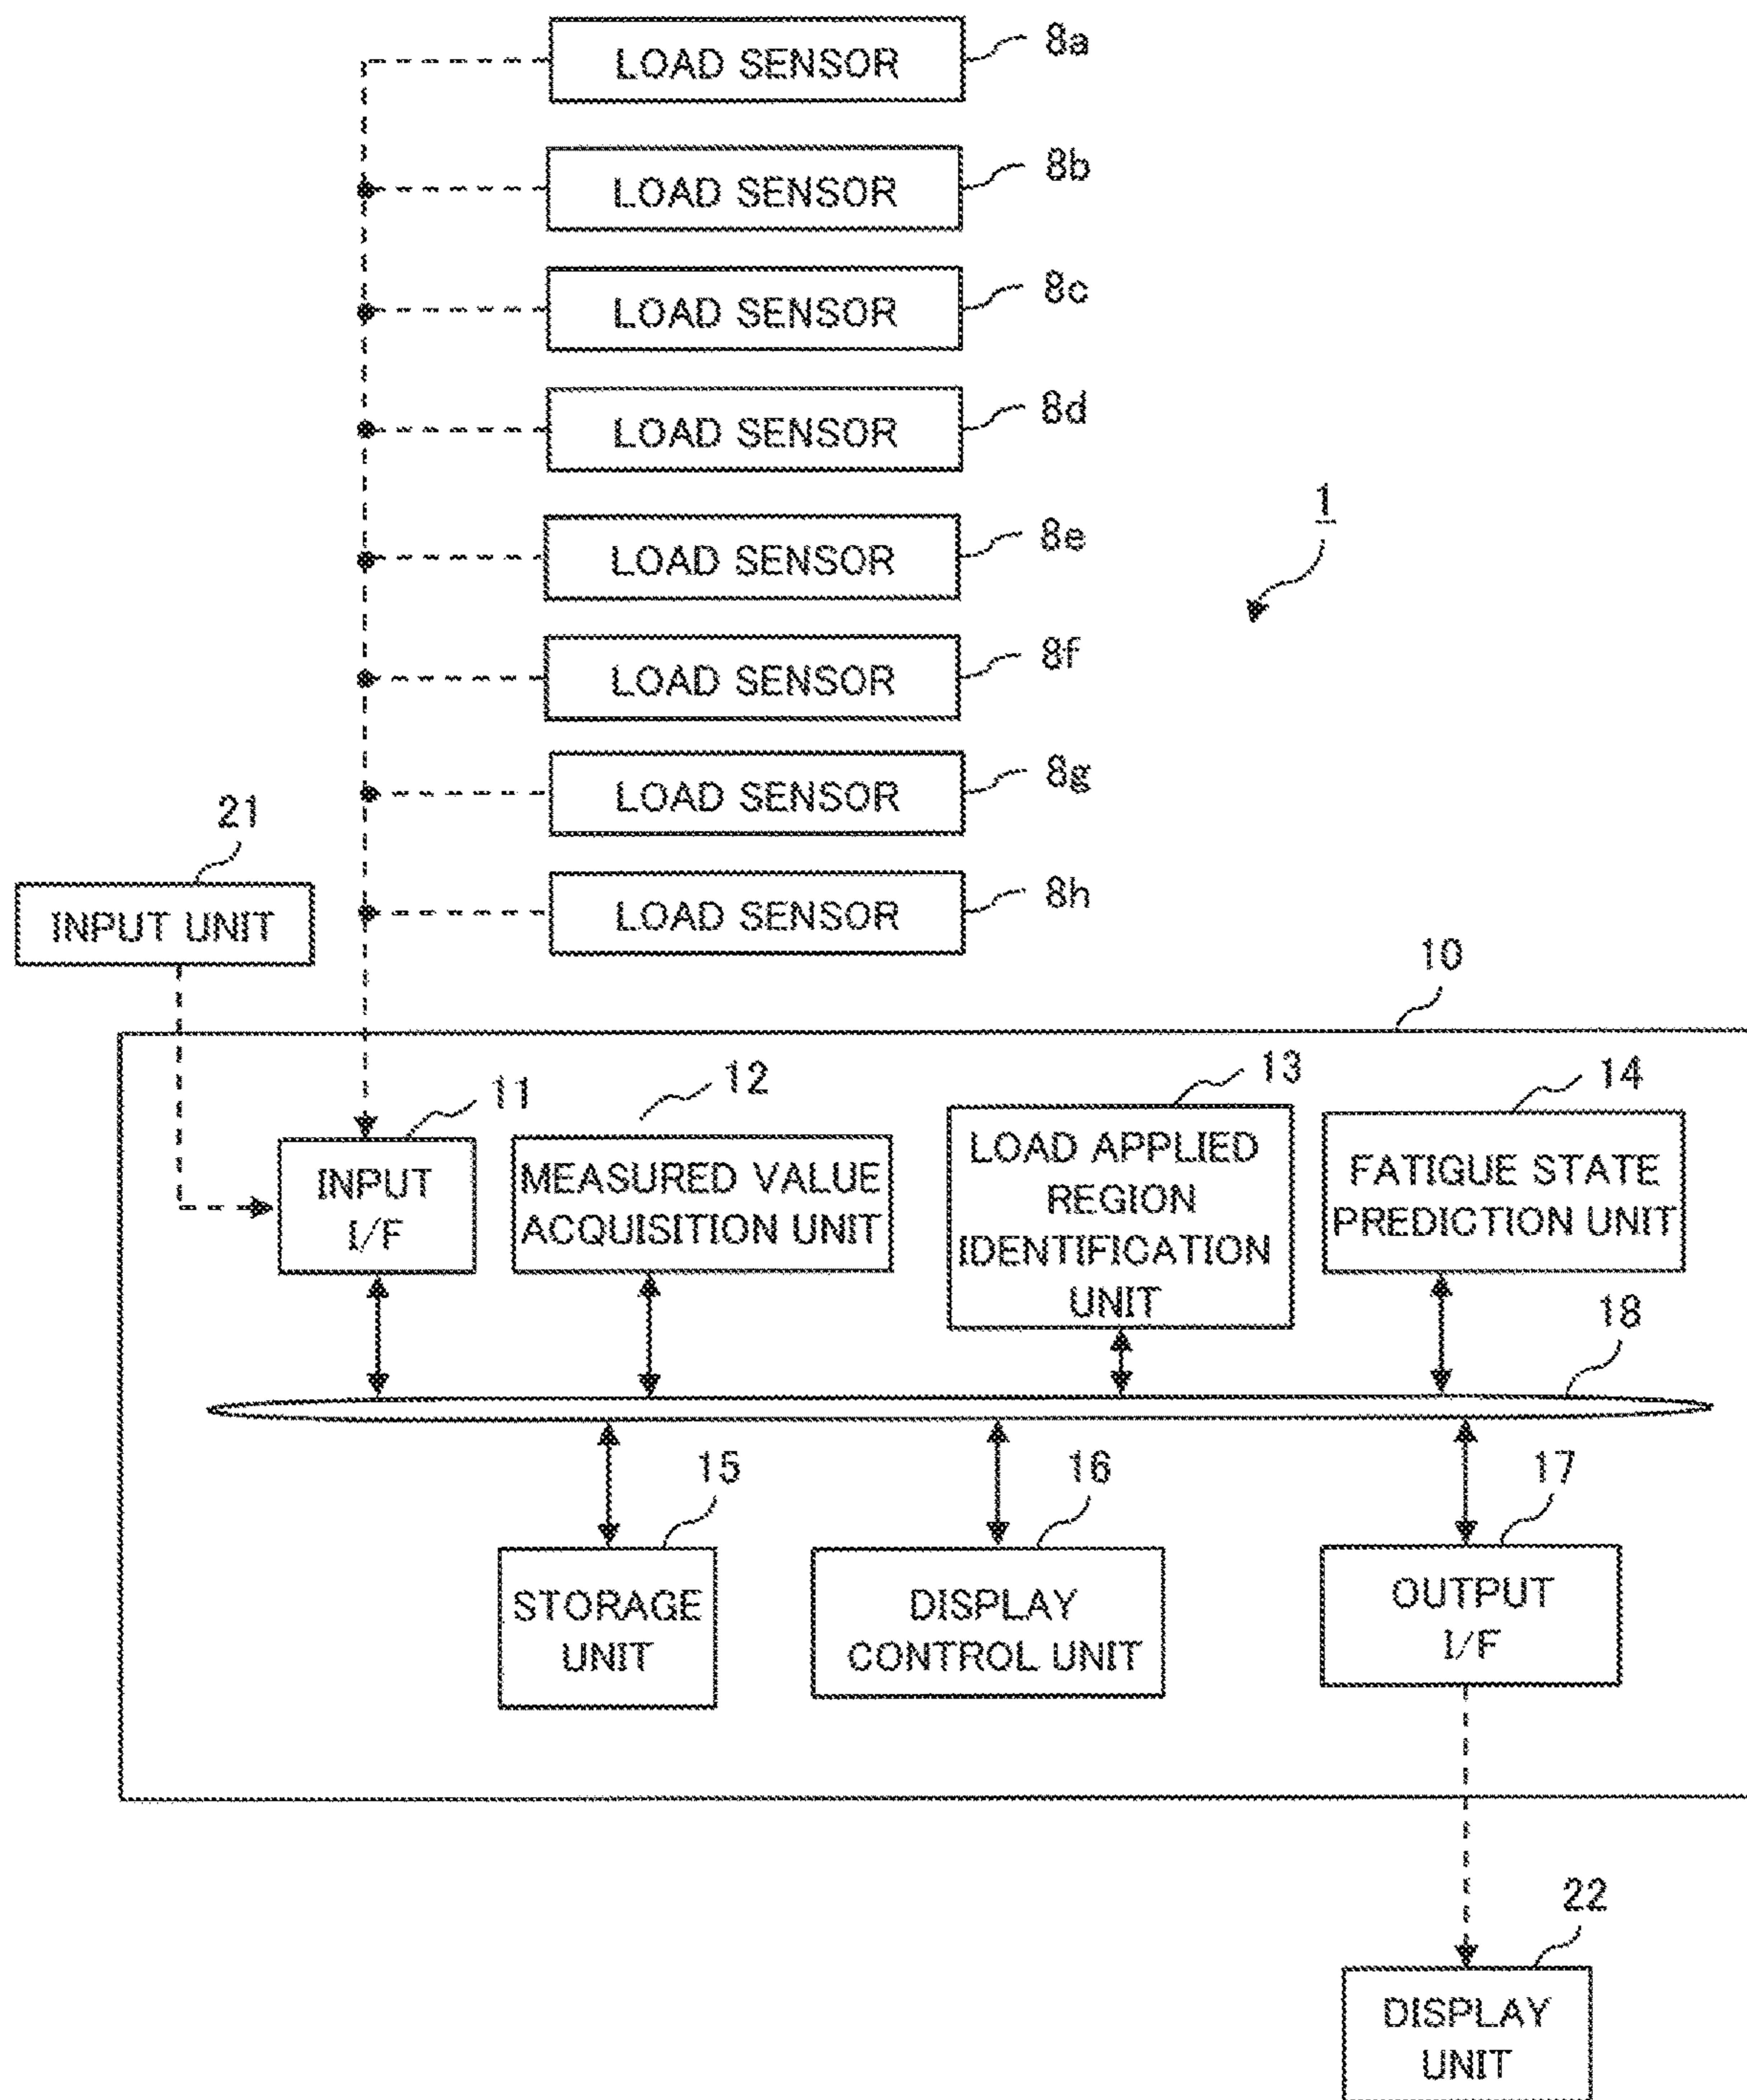 LOAD SENSOR 8a
LOAD SENSOR 8b
LOAD SENSOR 8c
LOAD SENSOR 8d
1
LOAD SENSOR 8e
LOAD SENSOR 8f
LOAD SENSOR 8g
21
INPUT UNIT
LOAD SENSOR 8h
10
11
INPUT
I/F
12
MEASURED VALUE
ACQUISITION UNIT
13
LOAD APPLIED
REGION
IDENTIFICATION
UNIT
14
FATIGUE STATE
PREDICTION UNIT
18
15
STORAGE
UNIT
16
DISPLAY
CONTROL UNIT
17
OUTPUT
I/F
22
DISPLAY
UNIT